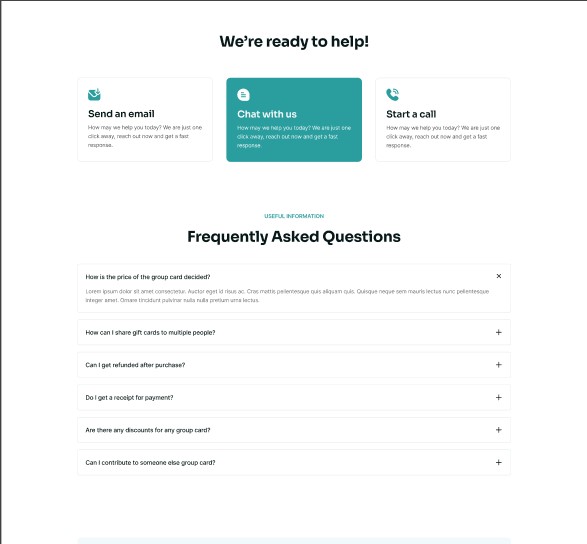 We're ready to help!
Send an email
How may we help you today? We are just one
click away, reach out now and get a fast
response.
Chat with us
How may we help you today? We are just one
click away, reach out now and get a fast
response.
Start a call
How may we help you today? We are just one
click away, reach out now and get a fast
response.
USEFUL INFORMATION
Frequently Asked Questions
How is the price of the group card decided?
Lorem ipsum dolor sit amet consectetur. Auctor eget id risus ac. Cras mattis pellentesque quis aliquam quis. Quisque neque sem mauris lectus nunc pellentesque
integer amet. Ornare tincidunt pulvinar nulla nulla pretium urna lectus.
How can I share gift cards to multiple people?
Can I get refunded after purchase?
Do I get a receipt for payment?
Are there any discounts for any group card?
Can I contribute to someone else group card?